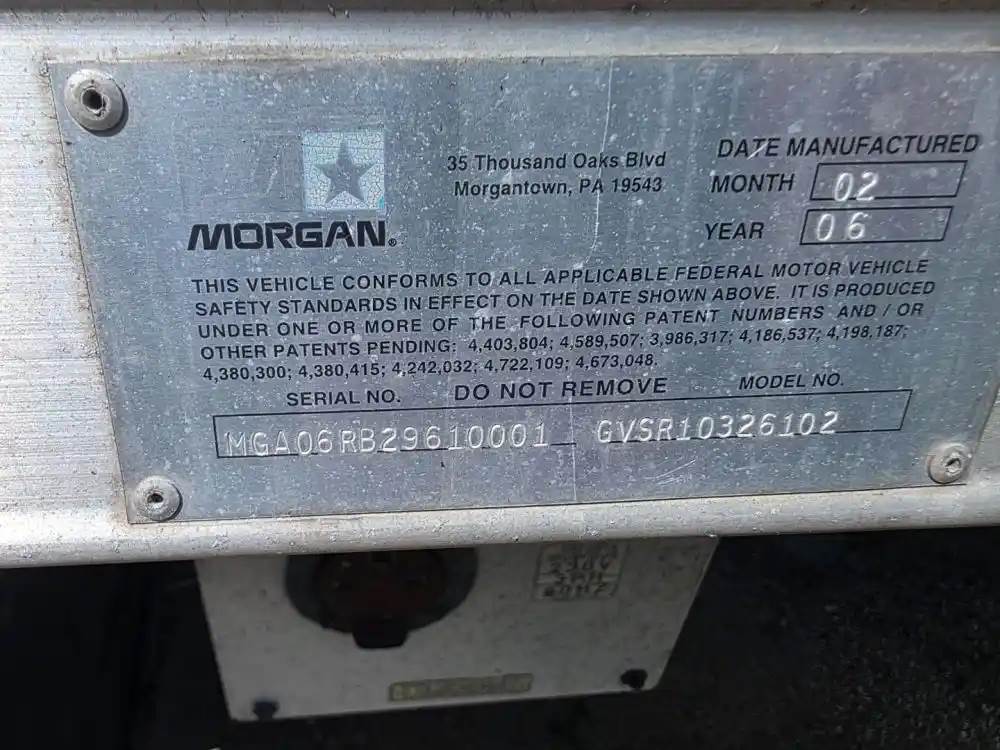 35 Thousand Oaks Blvd
Morgantown, PA 19543
DATE MANUFACTURED
MONTH 02
YEAR 06
MORGAN®
THIS VEHICLE CONFORMS TO ALL APPLICABLE FEDERAL MOTOR VEHICLE
SAFETY STANDARDS IN EFFECT ON THE DATE SHOWN ABOVE. IT IS PRODUCED
UNDER ONE OR MORE OF THE FOLLOWING PATENT NUMBERS AND / OR
OTHER PATENTS PENDING: 4,403,804; 4,589,507; 3,986,317; 4,186,537; 4,198,187;
4,380,300; 4,380,415; 4,242,032; 4,722,109; 4,673,048.
SERIAL NO. DO NOT REMOVE MODEL NO.
MGA06RB29610001 GVSR10326102